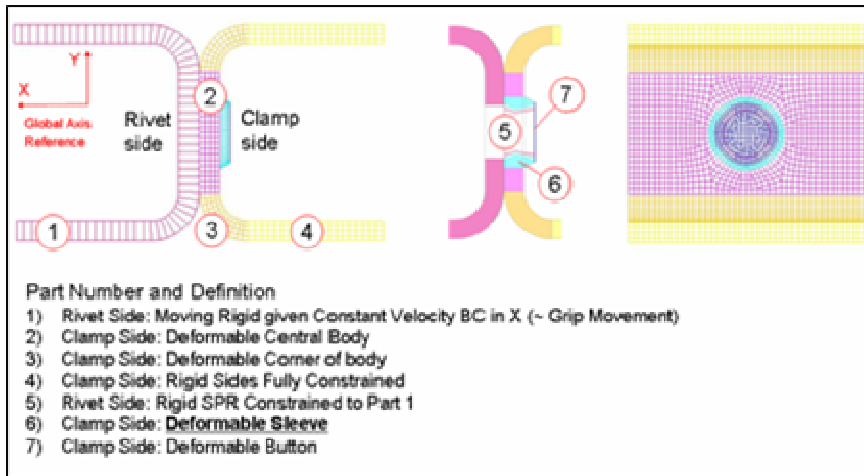 Y
X
Global Axis
Reference
Rivet
side
Clamp
side
2
1
3
4
5
7
6
Part Number and Definition
1) Rivet Side: Moving Rigid given Constant Velocity BC in X (~ Grip Movement)
2) Clamp Side: Deformable Central Body
3) Clamp Side: Deformable Corner of body
4) Clamp Side: Rigid Sides Fully Constrained
5) Rivet Side: Rigid SPR Constrained to Part 1
6) Clamp Side: Deformable Sleeve
7) Clamp Side: Deformable Button